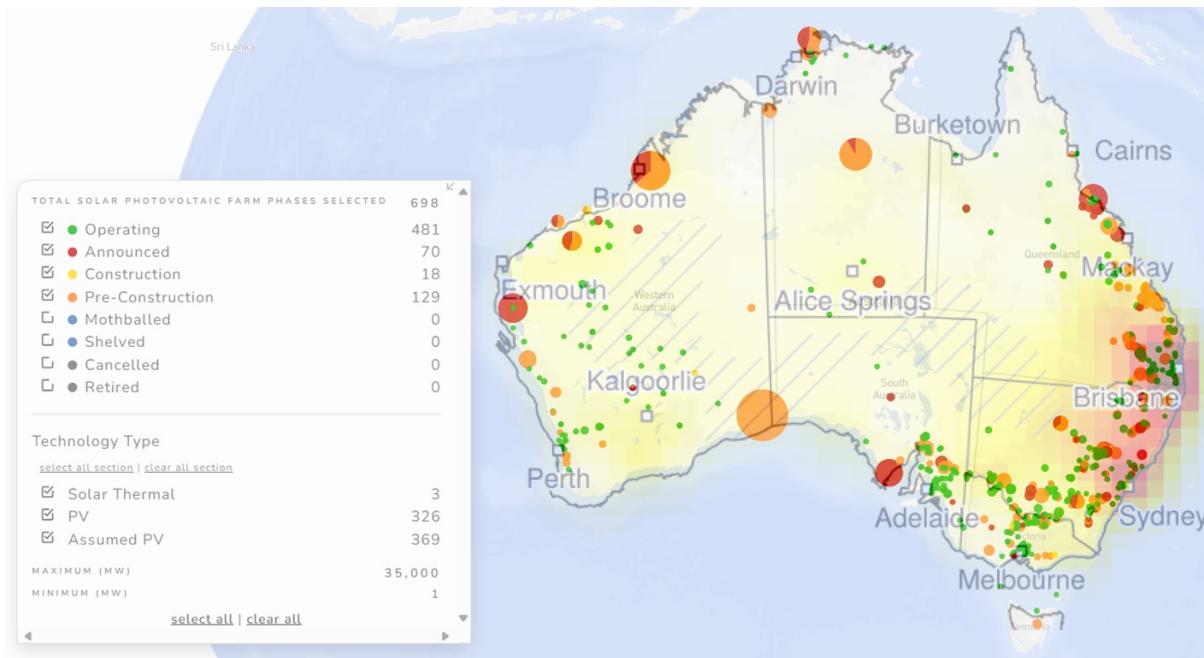 Sri Lanka
Darwin
Burketown
Cairns
TOTAL SOLAR PHOTOVOLTAIC FARM PHASES SELECTED 698
Broome
Operating 481
Announced 70
Queensland
Construction 18
Mackay
Exmouth
Pre-Construction 129
Western
Australia
Alice Springs
Mothballed 0
Shelved 0
Cancelled 0
Kalgoorlie
South
Australia
Retired 0
Brisbane
Technology Type
select all section | clear all section
Perth
Solar Thermal 3
PV 326
Adelaide
Sydney
Assumed PV 369
MAXIMUM (MW) 35,000
Melbourne
MINIMUM (MW) 1
select all | clear all